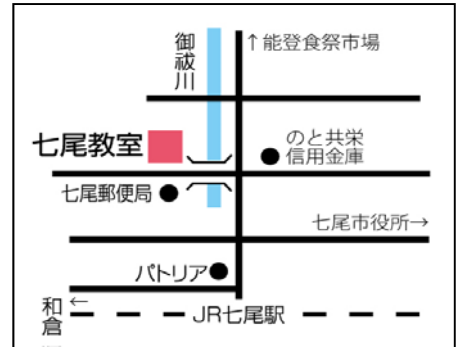 御祓川
↑能登食祭市場
七尾教室
のと共栄
信用金庫
七尾郵便局
七尾市役所→
パトリア
和倉
←
JR七尾駅